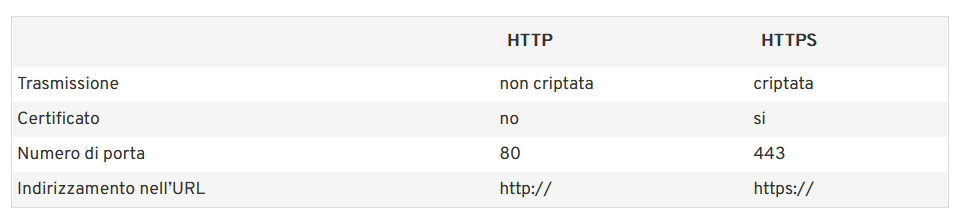 HTTP HTTPS
Trasmissione non criptata criptata
Certificato no si
Numero di porta 80 443
Indirizzamento nell’URL http:// https://